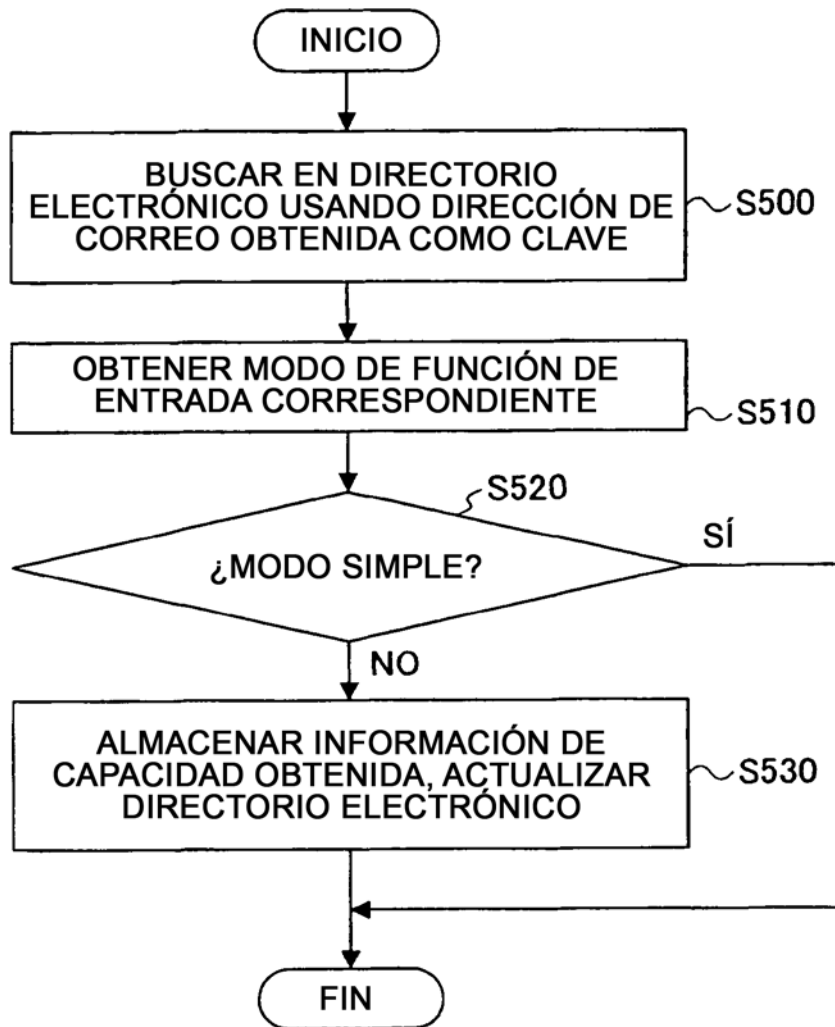 INICIO
BUSCAR EN DIRECTORIO
ELECTRÓNICO USANDO DIRECCIÓN DE
CORREO OBTENIDA COMO CLAVE
S500
OBTENER MODO DE FUNCIÓN DE
ENTRADA CORRESPONDIENTE
S510
S520
¿MODO SIMPLE?
SÍ
NO
ALMACENAR INFORMACIÓN DE
CAPACIDAD OBTENIDA, ACTUALIZAR
DIRECTORIO ELECTRÓNICO
S530
FIN